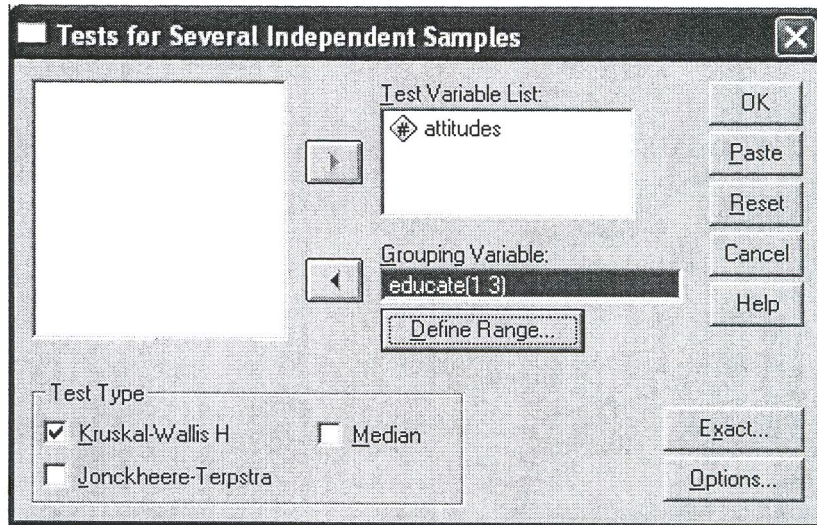 Tests for Several Independent Samples
Test Variable List:
# attitudes
Grouping Variable:
educate(1 3)
Define Range...
OK
Paste
Reset
Cancel
Help
Test Type
Kruskal-Wallis H
Median
Jonckheere-Terpstra
Exact...
Options...